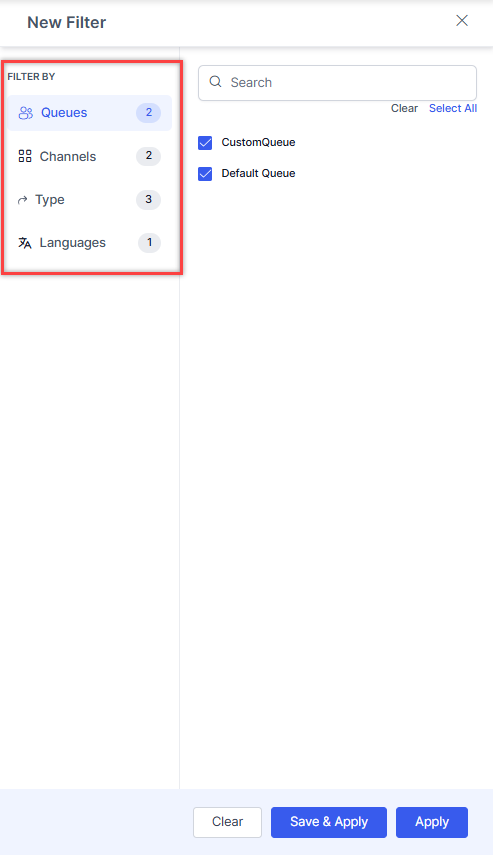 New Filter
FILTER BY
Queues 2
Channels 2
Type 3
Languages 1
Search
Clear Select All
CustomQueue
Default Queue
Clear Save & Apply Apply